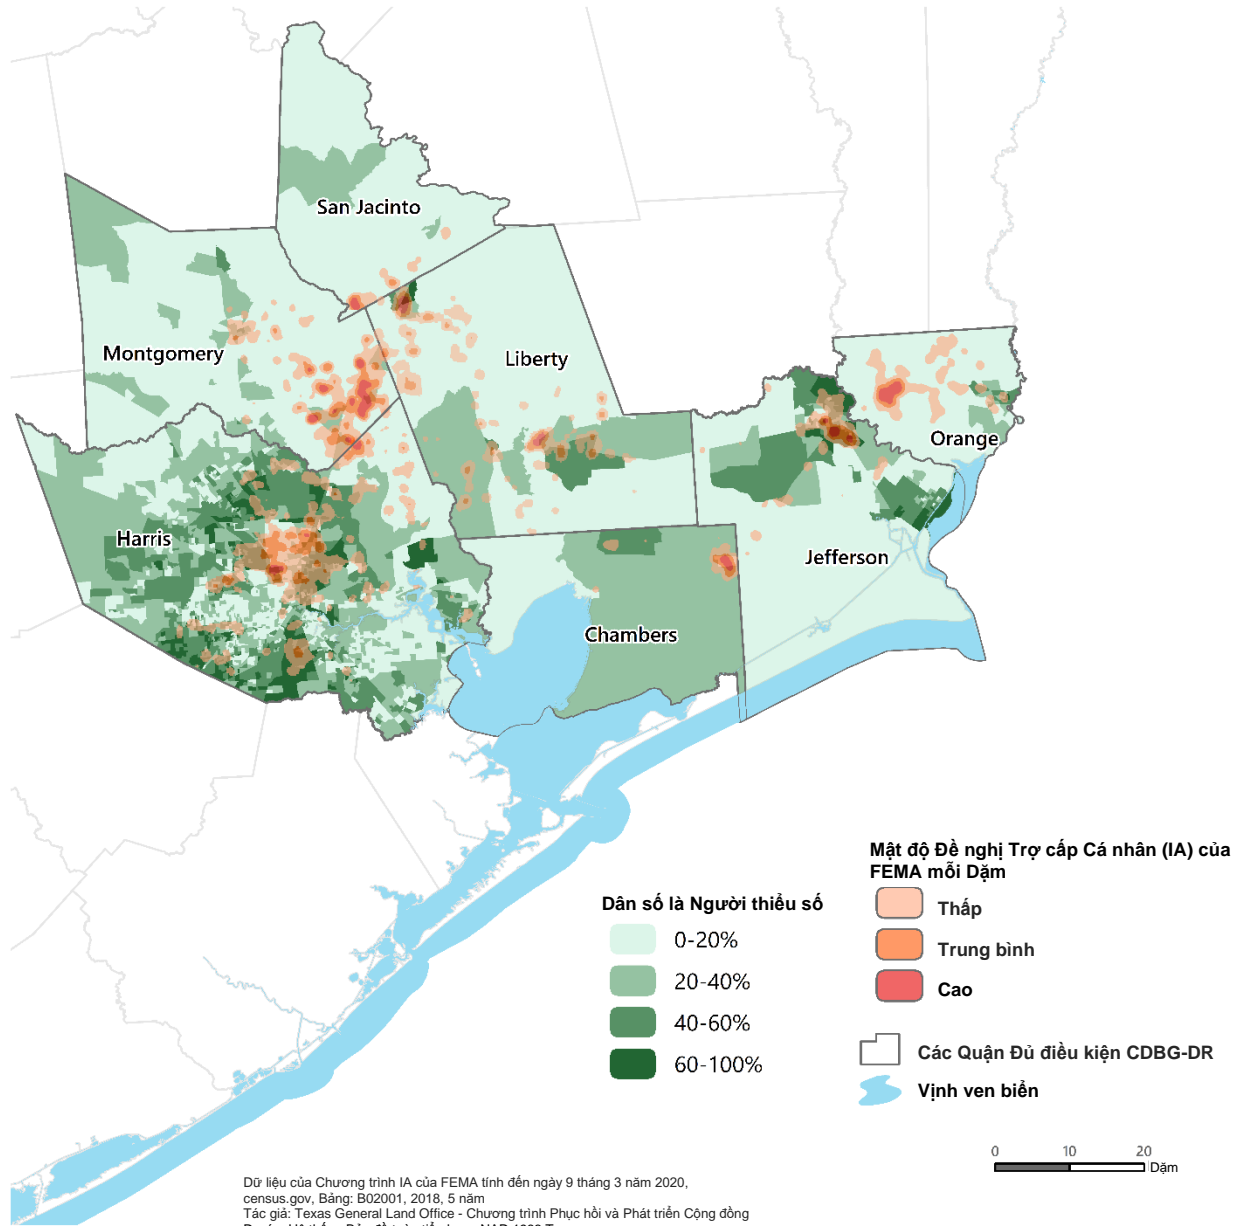 San Jacinto
Montgomery
Liberty
Orange
Harris
Jefferson
Chambers
Mật độ Đề nghị Trợ cấp Cá nhân (IA) của
FEMA mỗi Dặm
Thấp
Trung bình
Cao
Dân số là Người thiểu số
0-20%
20-40%
40-60%
60-100%
Các Quận Đủ điều kiện CDBG-DR
Vịnh ven biển
0 10 20
Dặm
Dữ liệu của Chương trình IA của FEMA tính đến ngày 9 tháng 3 năm 2020,
census.gov, Bảng: B02001, 2018, 5 năm
Tác giả: Texas General Land Office - Chương trình Phục hồi và Phát triển Cộng đồng